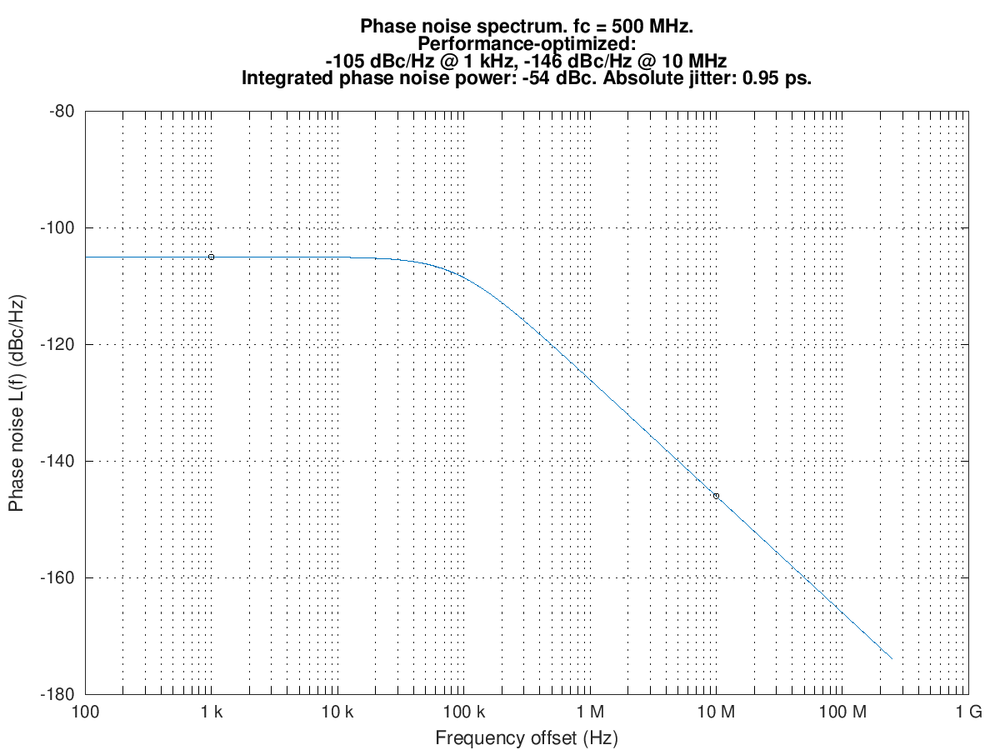 Phase noise spectrum. fc = 500 MHz.
Performance-optimized:
-105 dBc/Hz @ 1 kHz, -146 dBc/Hz @ 10 MHz
Integrated phase noise power: -54 dBc. Absolute jitter: 0.95 ps.
Phase noise L(f) (dBc/Hz)
-80
-100
-120
-140
-160
-180
100
1 k
10 k
100 k
1 M
10 M
100 M
1 G
Frequency offset (Hz)